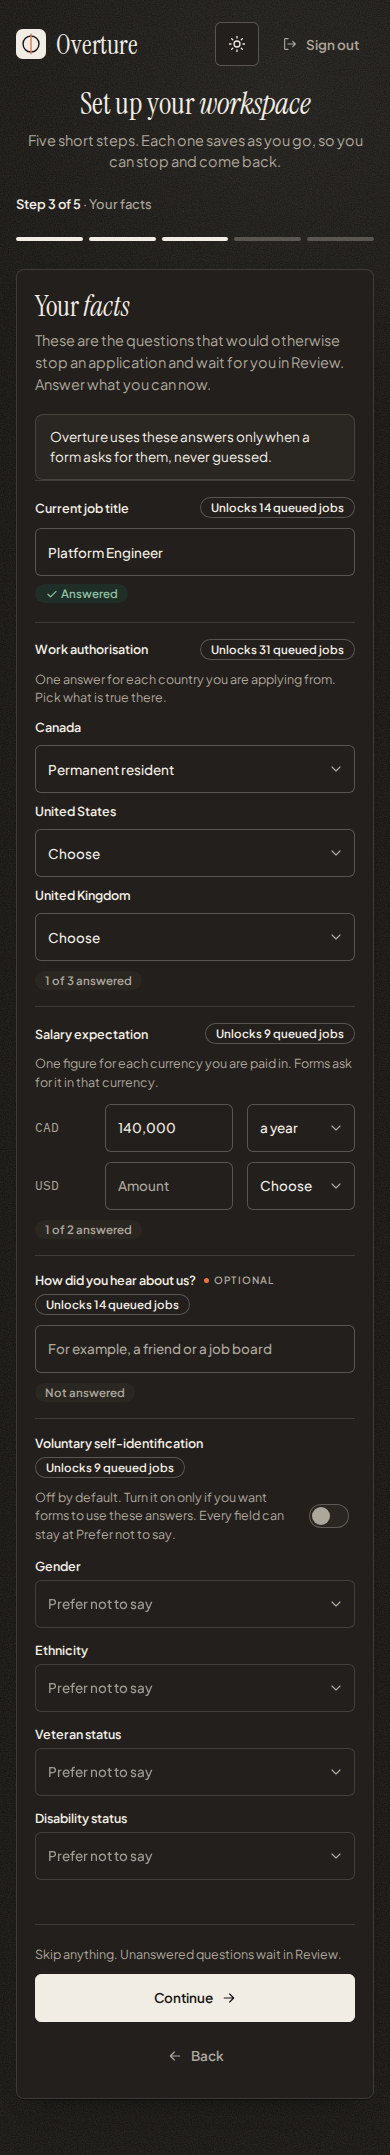 Overture
Sign out
Set up your workspace
Five short steps. Each one saves as you go, so you
can stop and come back.
Step 3 of 5 · Your facts
Your facts
These are the questions that would otherwise
stop an application and wait for you in Review.
Answer what you can now.
Overture uses these answers only when a
form asks for them, never guessed.
Current job title
Unlocks 14 queued jobs
Platform Engineer
Answered
Work authorisation
Unlocks 31 queued jobs
One answer for each country you are applying from.
Pick what is true there.
Canada
Permanent resident
United States
Choose
United Kingdom
Choose
1 of 3 answered
Salary expectation
Unlocks 9 queued jobs
One figure for each currency you are paid in. Forms ask
for it in that currency.
CAD
140,000
a year
USD
Amount
Choose
1 of 2 answered
How did you hear about us?
OPTIONAL
Unlocks 14 queued jobs
For example, a friend or a job board
Not answered
Voluntary self-identification
Unlocks 9 queued jobs
Off by default. Turn it on only if you want
forms to use these answers. Every field can
stay at Prefer not to say.
Gender
Prefer not to say
Ethnicity
Prefer not to say
Veteran status
Prefer not to say
Disability status
Prefer not to say
Skip anything. Unanswered questions wait in Review.
Continue →
← Back